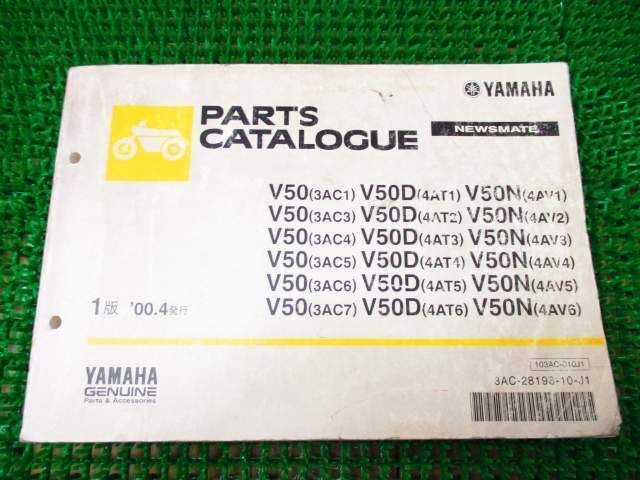 YAMAHA
PARTS
CATALOGUE
NEWSMATE
V50(3AC1) V50D(4AT1) V50N(4AV1)
V50(3AC3) V50D(4AT2) V50N(4AV2)
V50(3AC4) V50D(4AT3) V50N(4AV3)
V50(3AC5) V50D(4AT4) V50N(4AV4)
V50(3AC6) V50D(4AT5) V50N(4AV5)
V50(3AC7) V50D(4AT6) V50N(4AV6)
1版 '00.4発行
103AC-010J1
3AC-28198-10-J1
YAMAHA
GENUINE
Parts & Accessories